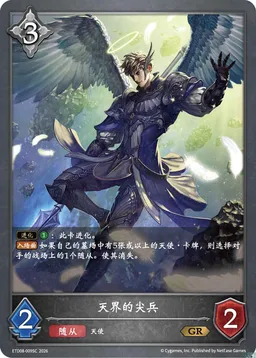 3
进化 1 ：此卡进化。
入场曲 如果自己的墓场中有5张或以上的天使·卡牌，则选择对
手的战场上的1个随从。使其消失。
天界的尖兵
2
随从 天使
GR
2
© Cygames, Inc. Published by NetEase Games